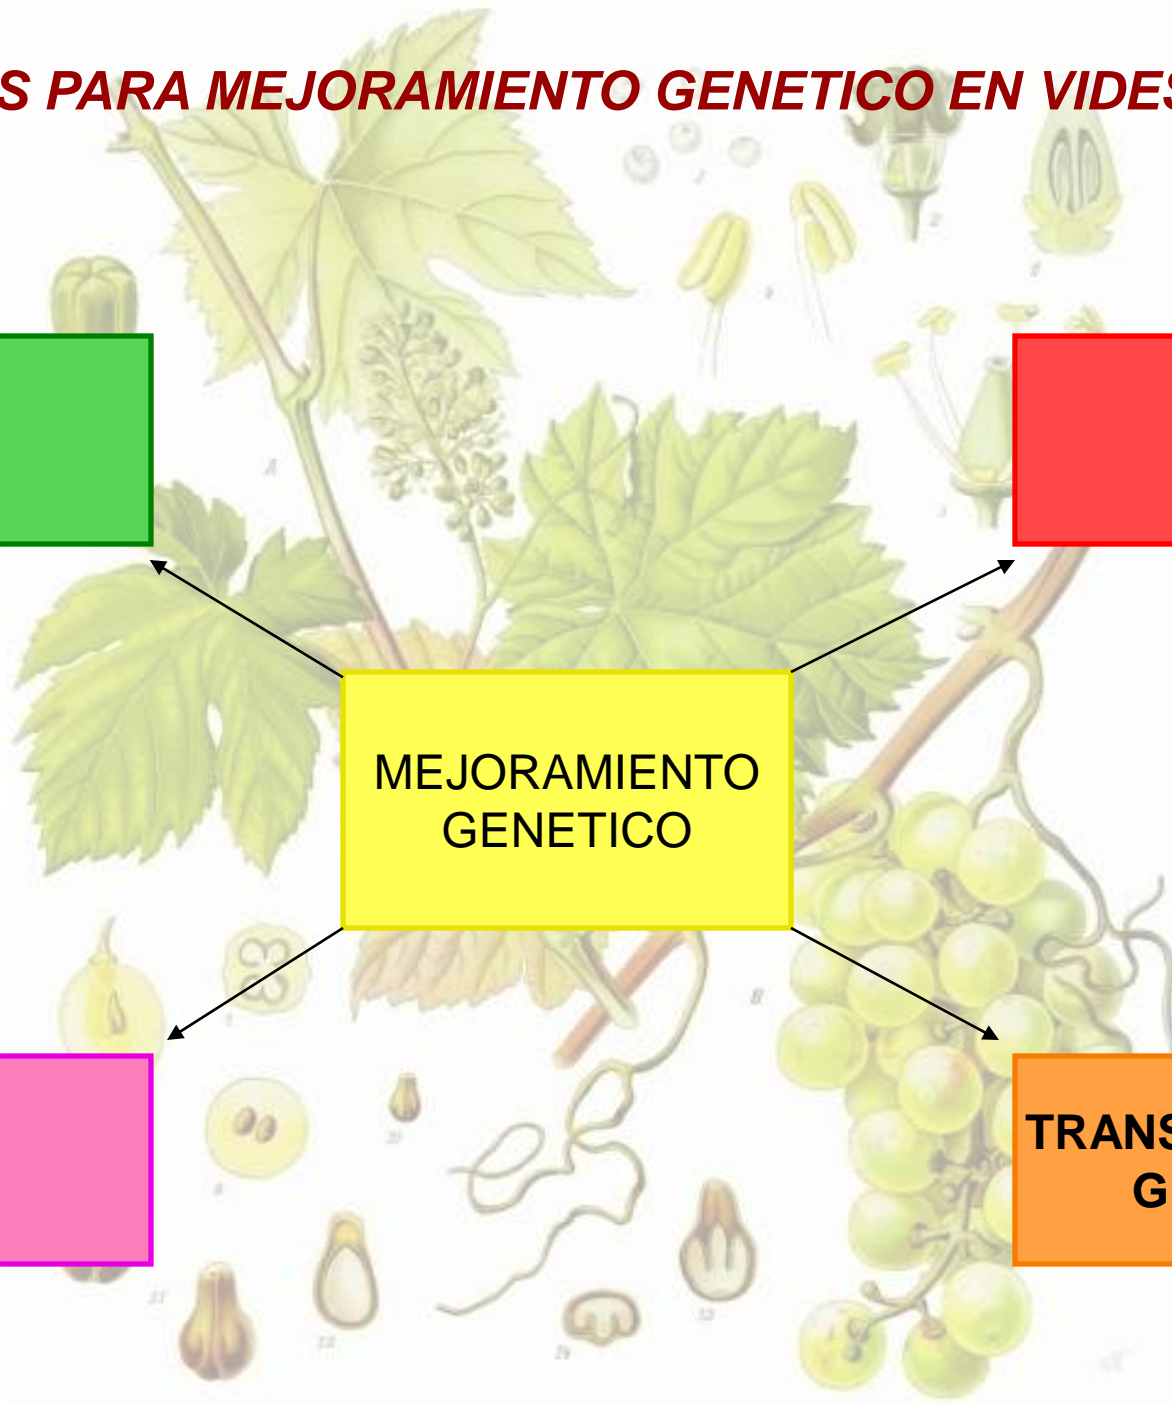 S PARA MEJORAMIENTO GENETICO EN VIDES
MEJORAMIENTO
GENETICO
TRANS
G